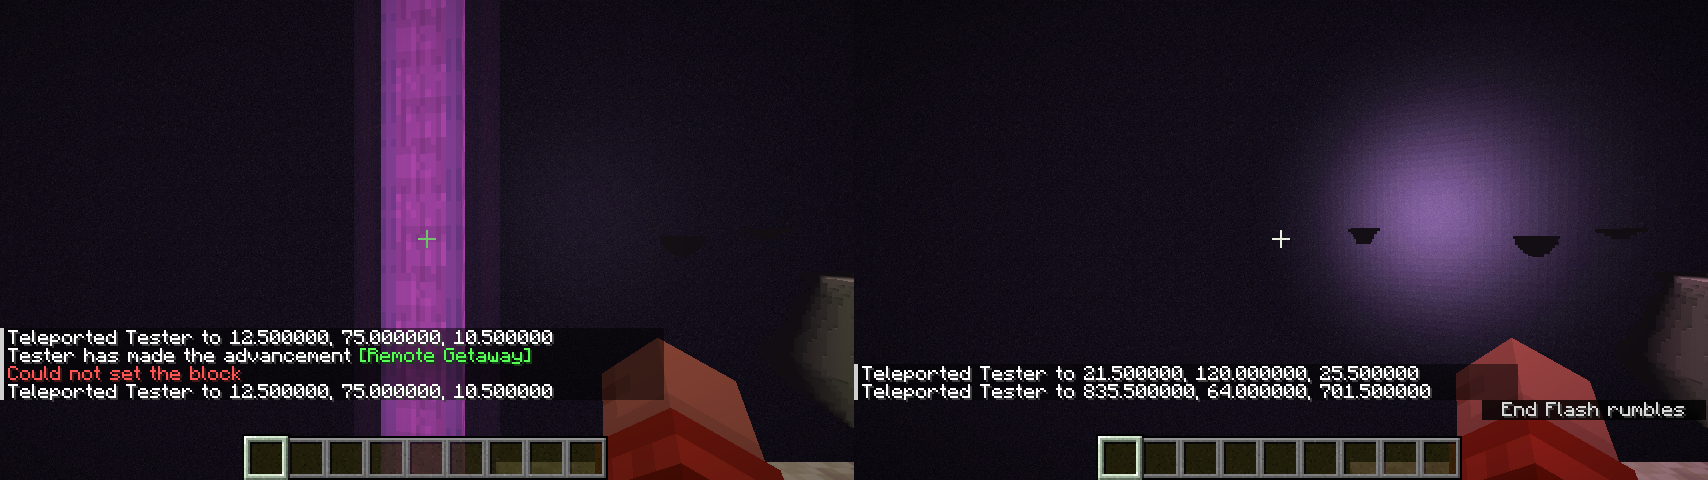 Teleported Tester to 12.500000, 75.000000, 10.500000
Tester has made the advancement [Remote Getaway]
Could not set the block
Teleported Tester to 12.500000, 75.000000, 10.500000
Teleported Tester to 21.500000, 120.000000, 25.500000
Teleported Tester to 835.500000, 64.000000, 701.500000
End Flash rumbles